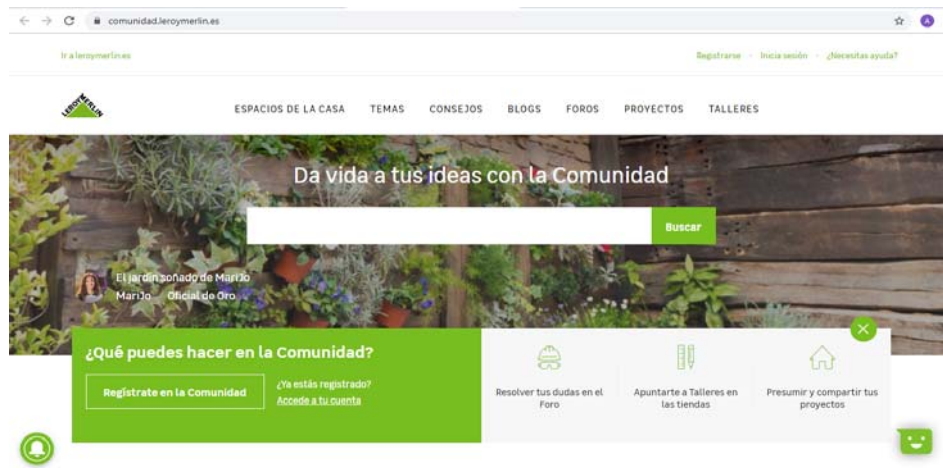 comunidad.leroymerlin.es
A
Ir a leroymerlin.es
Registrarse
Inicia sesión
¿Necesitas ayuda?
LEROY MERLIN
ESPACIOS DE LA CASA TEMAS CONSEJOS BLOGS FOROS PROYECTOS TALLERES
Da vida a tus ideas con la Comunidad
Buscar
El jardín soñado de MariJo
MariJo Oficial de Oro
¿Qué puedes hacer en la Comunidad?
Regístrate en la Comunidad
¿Ya estás registrado?
Accede a tu cuenta
Resolver tus dudas en el
Foro
Apuntarte a Talleres en
las tiendas
Presumir y compartir tus
proyectos